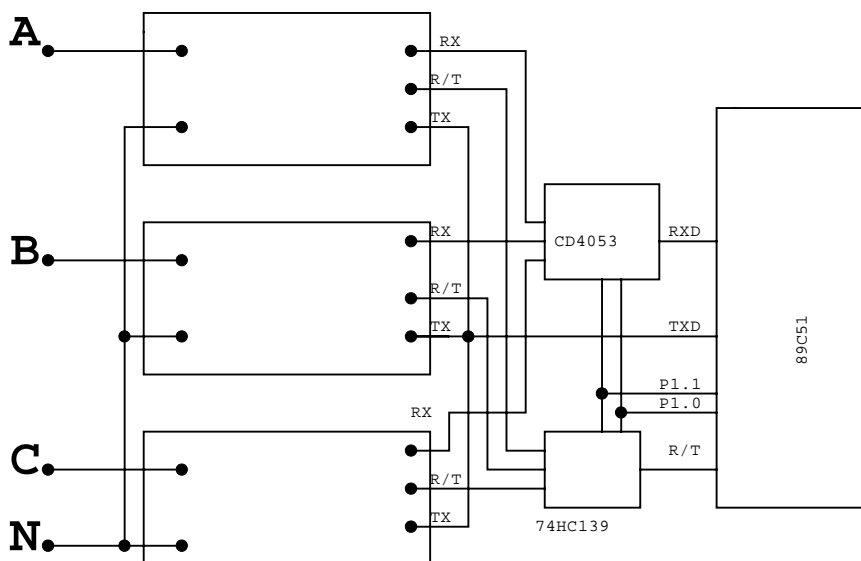 A
RX
R/T
TX
B
RX
CD4053
RXD
R/T
TX
TXD
89C51
P1.1
RX
P1.0
C
R/T
R/T
TX
N
74HC139